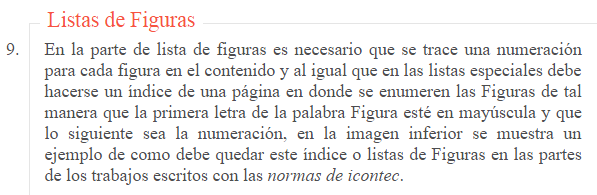 Listas de Figuras
9. En la parte de lista de figuras es necesario que se trace una numeración
para cada figura en el contenido y al igual que en las listas especiales debe
hacerse un índice de una página en donde se enumeren las Figuras de tal
manera que la primera letra de la palabra Figura esté en mayúscula y que
lo siguiente sea la numeración, en la imagen inferior se muestra un
ejemplo de como debe quedar este índice o listas de Figuras en las partes
de los trabajos escritos con las normas de icontec.